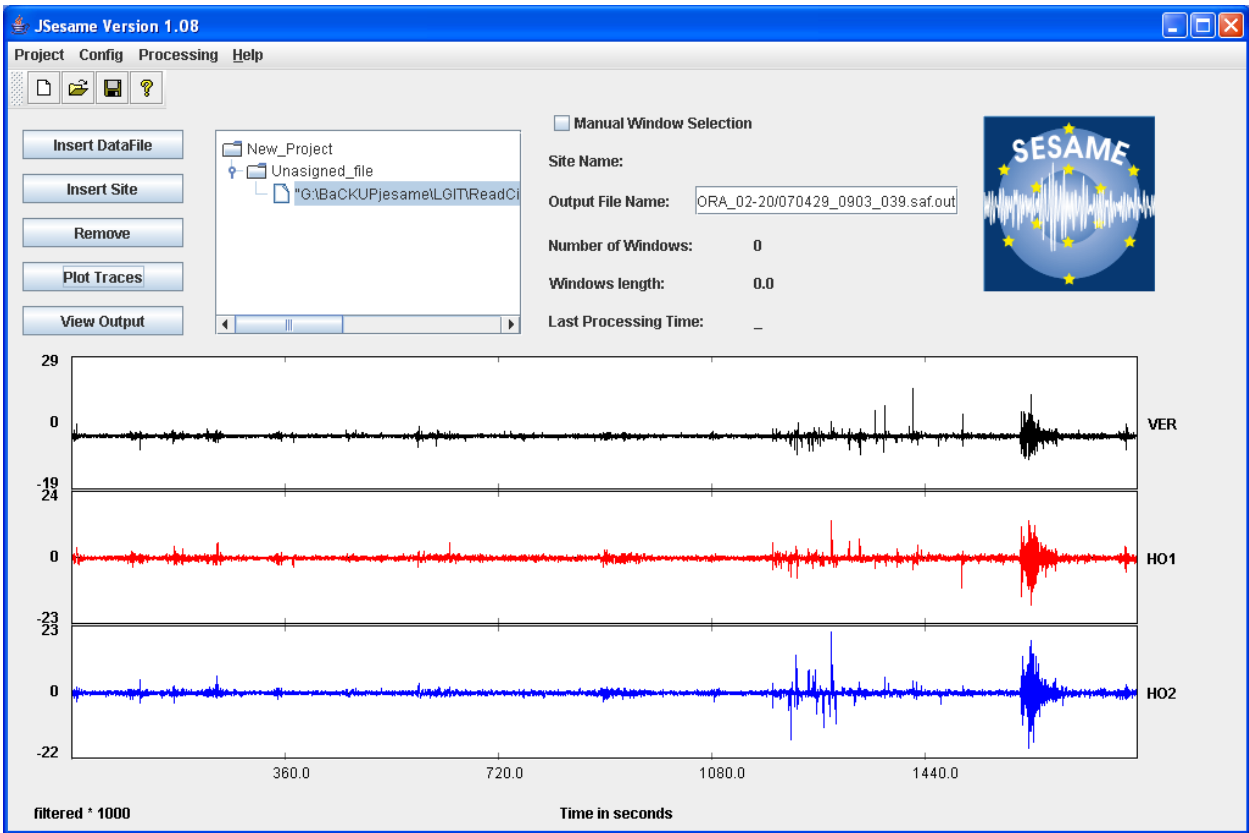 JSesame Version 1.08
Project Config Processing Help
Insert DataFile
Insert Site
Remove
Plot Traces
View Output
New_Project
Unasigned_file
"G:\BaCKUPjesame\LGIT\ReadCi
Manual Window Selection
Site Name:
Output File Name: ORA_02-20/070429_0903_039.saf.out
Number of Windows: 0
Windows length: 0.0
Last Processing Time: _
SESAME
29
0
-19
VER
24
0
-23
HO1
23
0
-22
HO2
360.0 720.0 1080.0 1440.0
filtered * 1000 Time in seconds